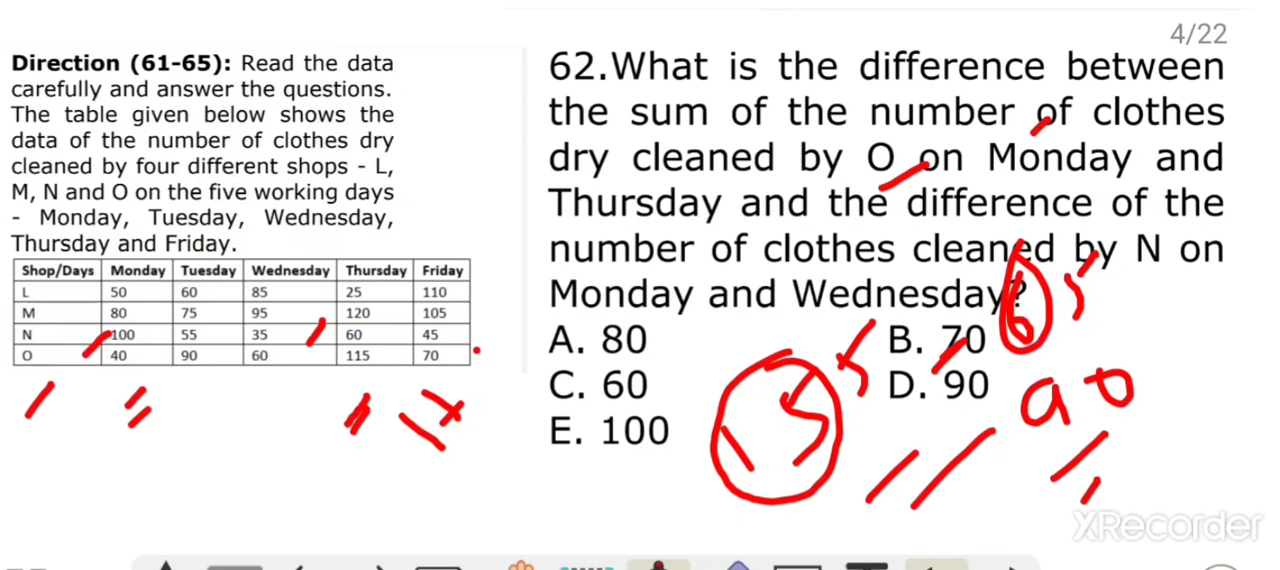 4/22
Direction (61-65): Read the data
carefully and answer the questions.
The table given below shows the
data of the number of clothes dry
cleaned by four different shops - L,
M, N and O on the five working days
- Monday, Tuesday, Wednesday,
Thursday and Friday.
Shop/Days Monday Tuesday Wednesday Thursday Friday
L 50 60 85 25 110
M 80 75 95 120 105
N 100 55 35 60 45
O 40 90 60 115 70
62.What is the difference between
the sum of the number of clothes
dry cleaned by O on Monday and
Thursday and the difference of the
number of clothes cleaned by N on
Monday and Wednesday?
A. 80 B. 70
C. 60 D. 90
E. 100
65
155
90
XRecorder